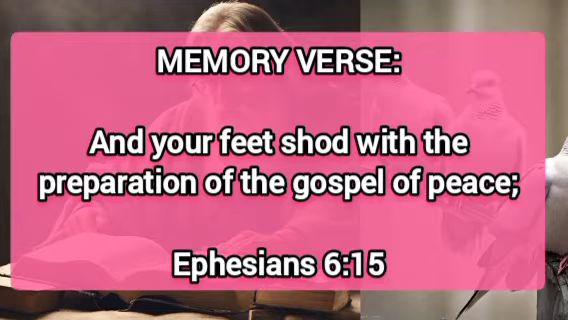 MEMORY VERSE:
And your feet shod with the
preparation of the gospel of peace;
Ephesians 6:15